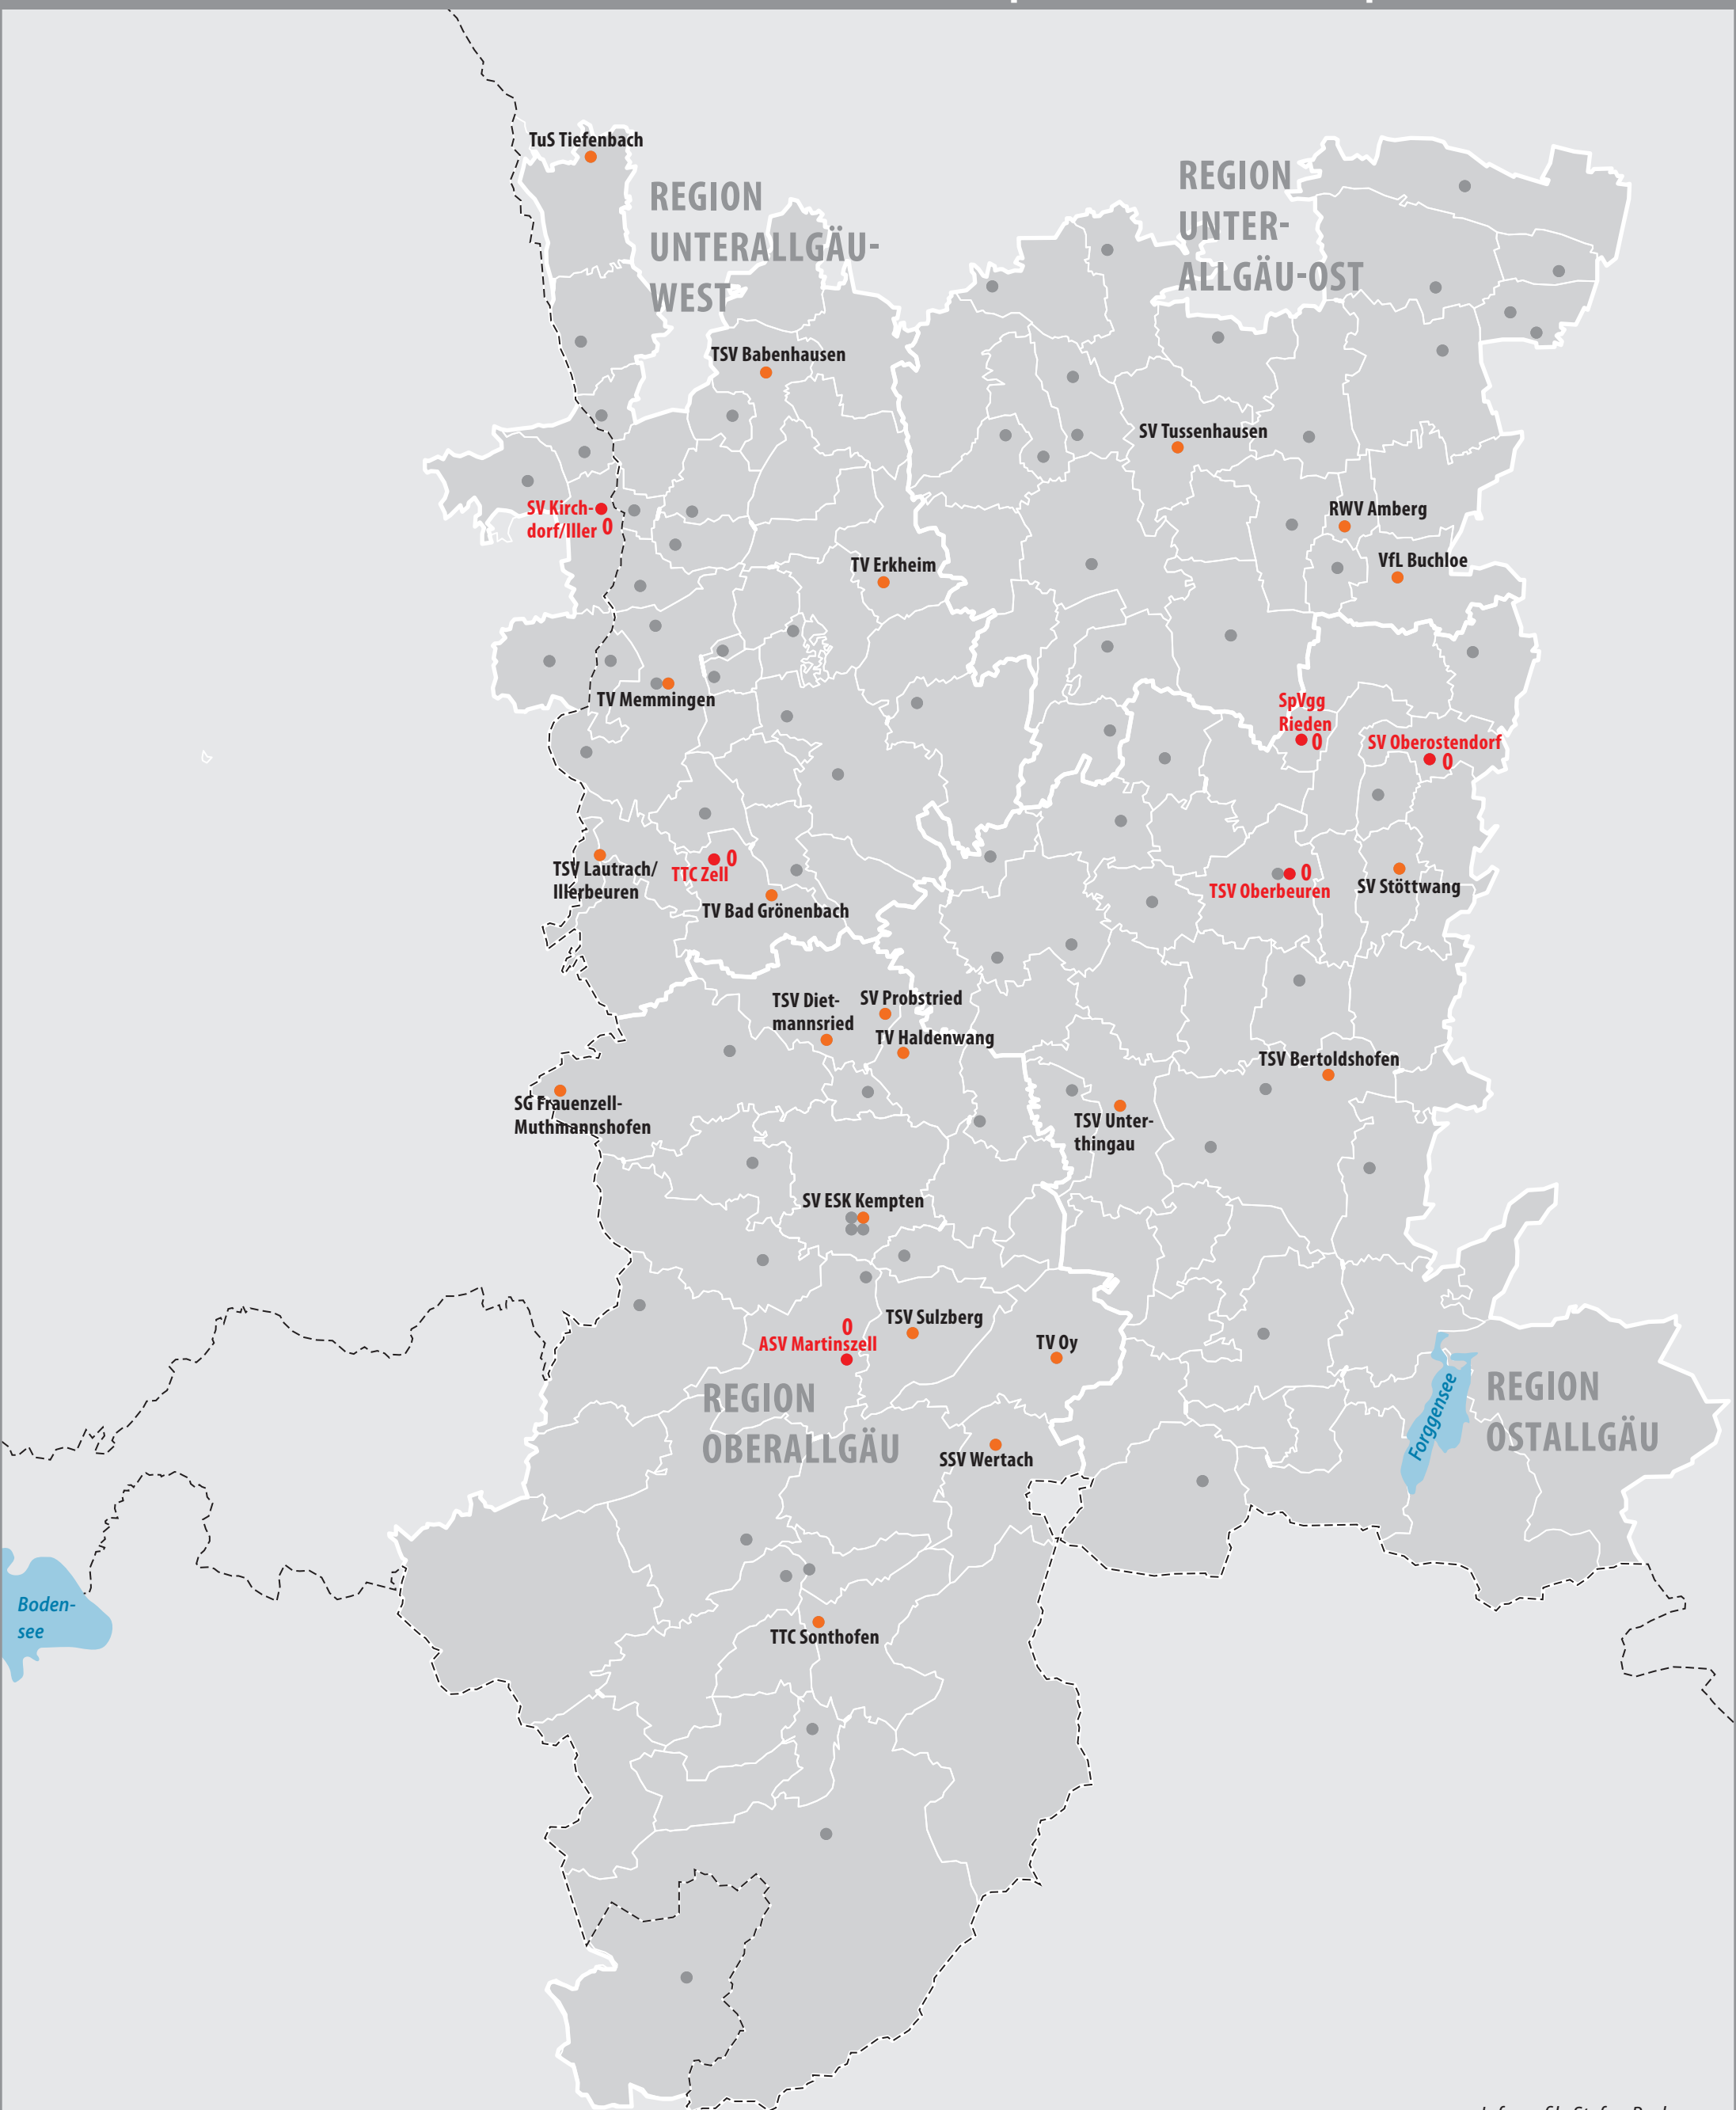 TuS Tiefenbach
REGION
UNTERALLGÄU-
WEST
REGION
UNTER-
ALLGÄU-OST
TSV Babenhausen
SV Tussenhausen
SV Kirch-
dorf/Iller 0
RWV Amberg
VfL Buchloe
TV Erkheim
TV Memmingen
SpVgg
Rieden
0
SV Oberostendorf
0
TSV Lautrach/
Illerbeuren
0
TTC Zell
TV Bad Grönenbach
0
TSV Oberbeuren
SV Stöttwang
TSV Diet-
mannsried
SV Probstried
TV Haldenwang
TSV Bertoldshofen
SG Frauenzell-
Muthmannshofen
TSV Unter-
thingau
SV ESK Kempten
TSV Sulzberg
0
ASV Martinszell
TV Oy
REGION
OBERALLGÄU
Forggensee
REGION
OSTALLGÄU
SSV Wertach
Boden-
see
TTC Sonthofen